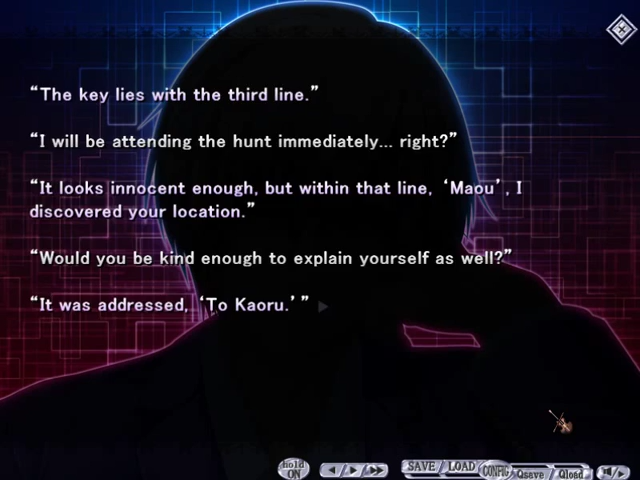 “The key lies with the third line.”
“I will be attending the hunt immediately... right?”
“It looks innocent enough, but within that line, ‘Maou’, I
discovered your location.”
“Would you be kind enough to explain yourself as well?”
“It was addressed, ‘To Kaoru.’”
hold
ON
SAVE / LOAD CONFIG Qsave / Qload